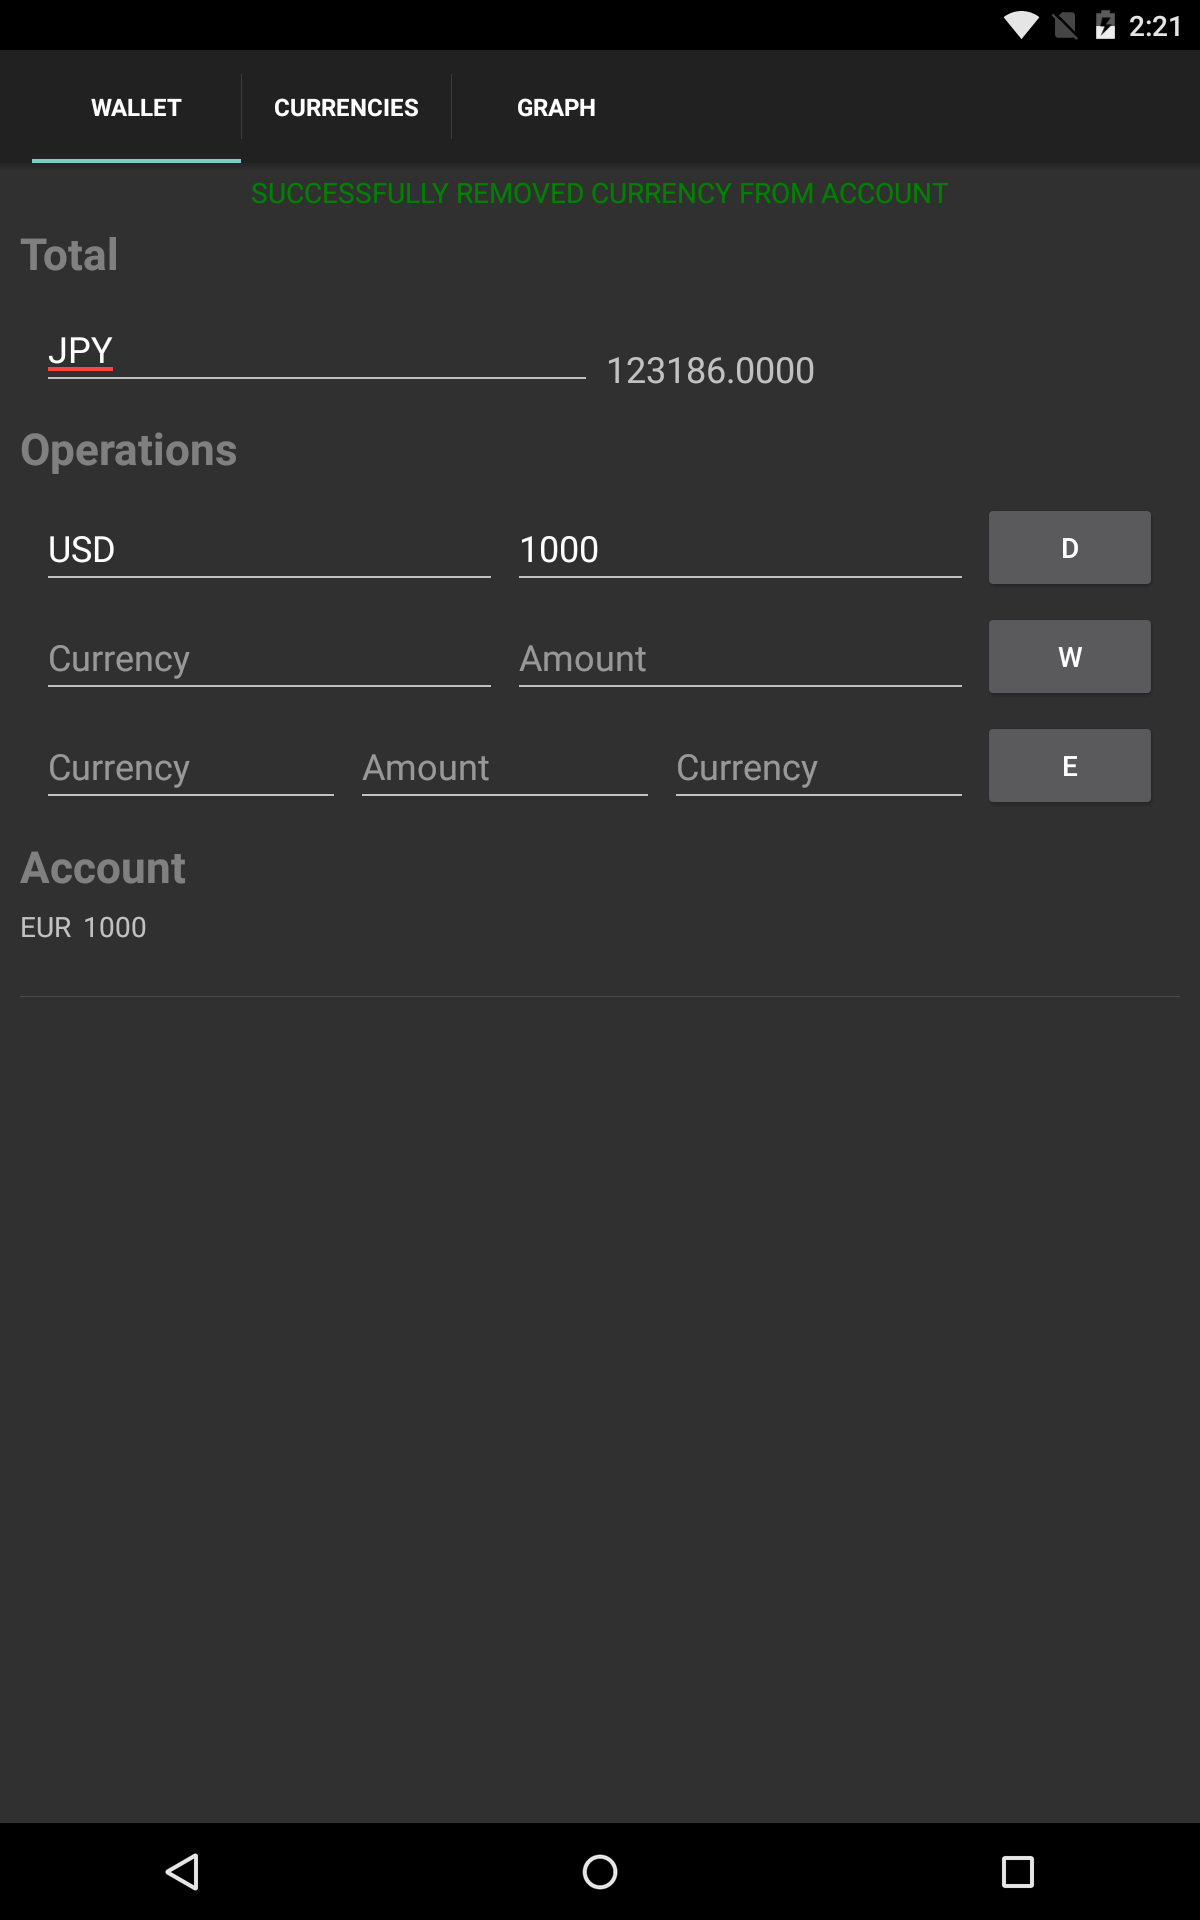 2:21
WALLET CURRENCIES GRAPH
SUCCESSFULLY REMOVED CURRENCY FROM ACCOUNT
Total
JPY 123186.0000
Operations
USD 1000 D
Currency Amount W
Currency Amount Currency E
Account
EUR 1000